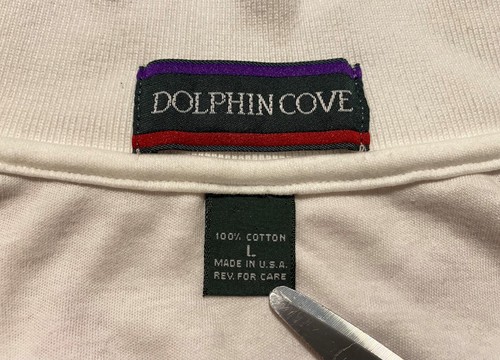 DOLPHIN COVE
100% COTTON
L
MADE IN U.S.A.
REV. FOR CARE